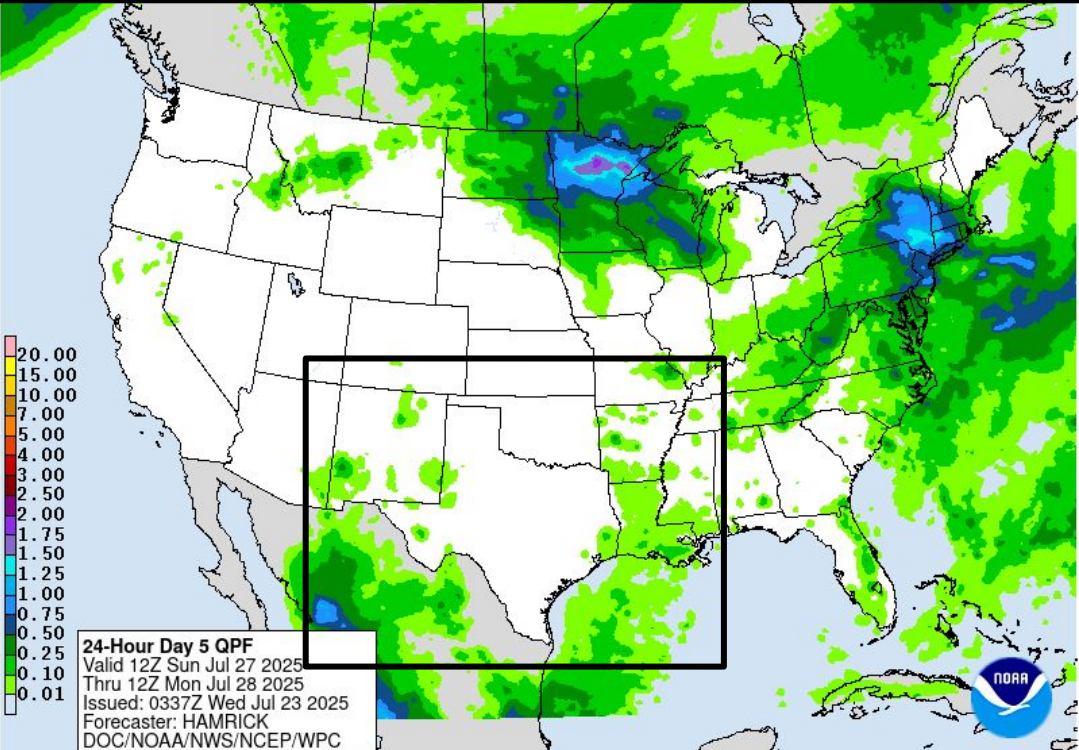 20.00
15.00
10.00
7.00
5.00
4.00
3.00
2.50
2.00
1.75
1.50
1.25
1.00
0.75
0.50
0.25
0.10
0.01
24-Hour Day 5 QPF
Valid 12Z Sun Jul 27 2025
Thru 12Z Mon Jul 28 2025
Issued: 0337Z Wed Jul 23 2025
Forecaster: HAMRICK
DOC/NOAA/NWS/NCEP/WPC
NOAA